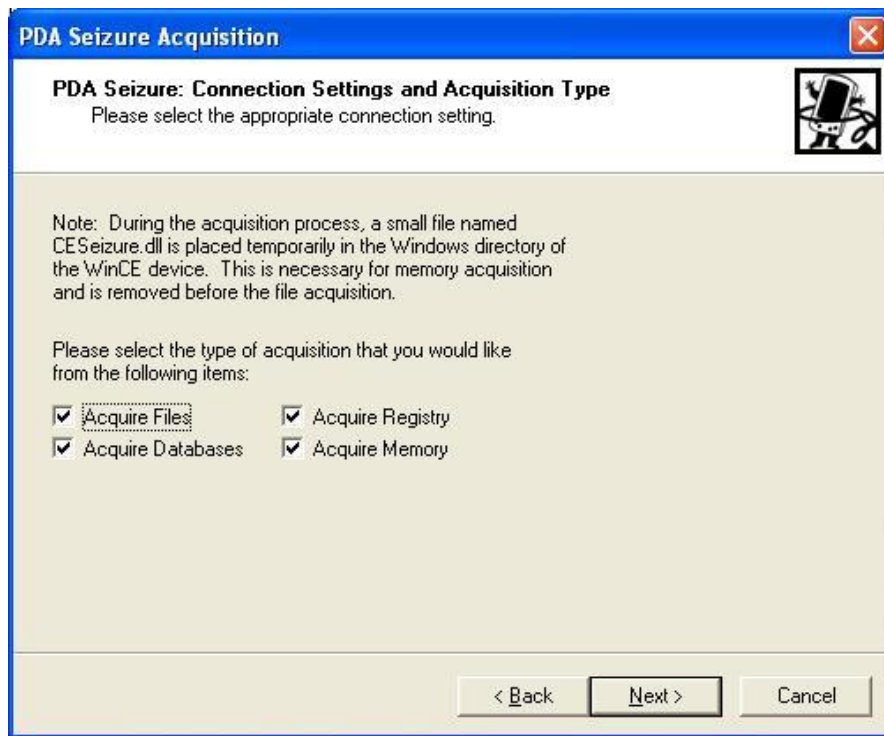 PDA Seizure Acquisition
PDA Seizure: Connection Settings and Acquisition Type
Please select the appropriate connection setting.
Note: During the acquisition process, a small file named
CESeizure.dll is placed temporarily in the Windows directory of
the WinCE device. This is necessary for memory acquisition
and is removed before the file acquisition.
Please select the type of acquisition that you would like
from the following items:
Acquire Files
Acquire Registry
Acquire Databases
Acquire Memory
< Back
Next >
Cancel